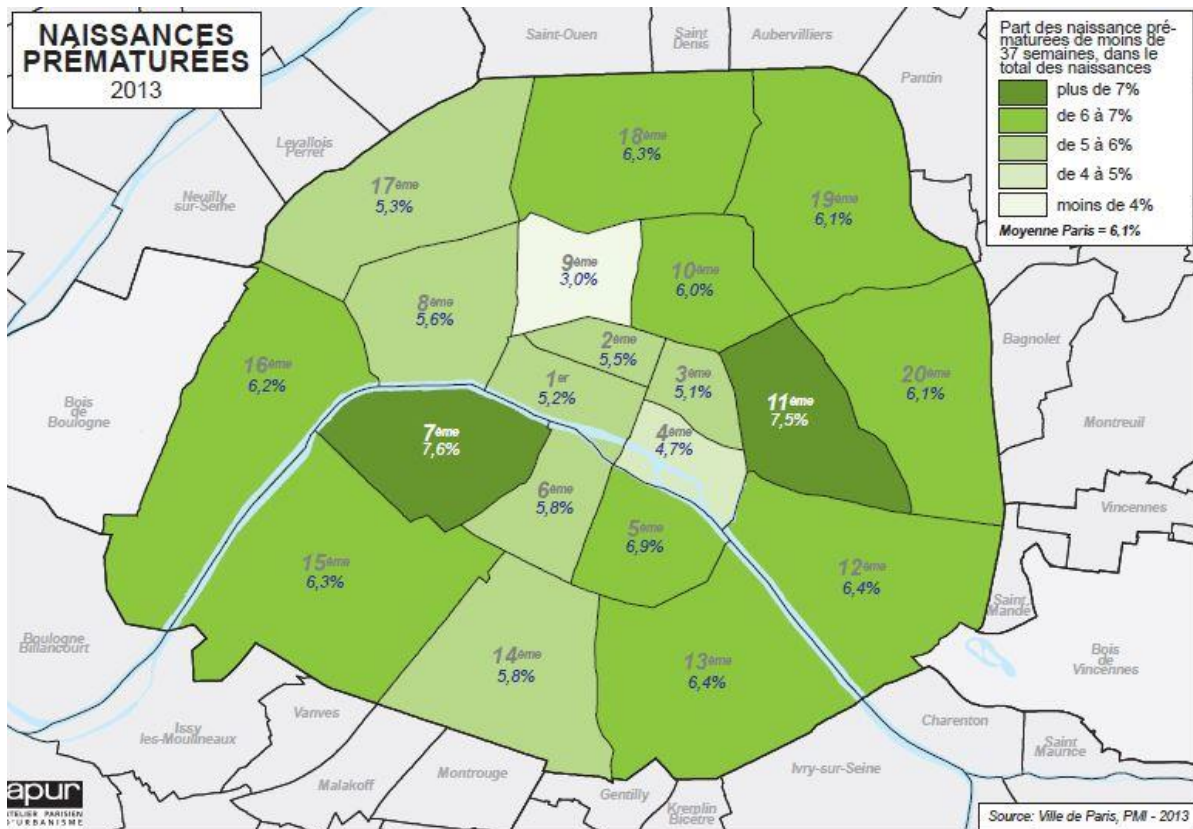 NAISSANCES
PRÉMATURÉES
2013
Part des naissance pré-
maturées de moins de
37 semaines, dans le
total des naissances
plus de 7%
de 6 à 7%
de 5 à 6%
de 4 à 5%
moins de 4%
Moyenne Paris = 6,1%
Saint-Ouen
Saint
Denis
Aubervilliers
Pantin
Levallois
Perret
Neuilly
sur-Seine
18ème
6,3%
17ème
5,3%
19ème
6,1%
9ème
3,0%
10ème
6,0%
8ème
5,6%
2ème
5,5%
16ème
6,2%
1er
5,2%
3ème
5,1%
20ème
6,1%
Bagnolet
Bois
de
Boulogne
11ème
7,5%
Montreuil
7ème
7,6%
4ème
4,7%
6ème
5,8%
5ème
6,9%
Vincennes
15ème
6,3%
12ème
6,4%
Saint
Mandé
Boulogne
Billancourt
14ème
5,8%
13ème
6,4%
Bois
de
Vincennes
Issy
les-Moulineaux
Vanves
Malakoff
Montrouge
Gentilly
Kremlin
Bicetre
Ivry-sur-Seine
Charenton
Saint
Maurice
apur
ATELIER PARISIEN
D'URBANISME
Source: Ville de Paris, PMI - 2013